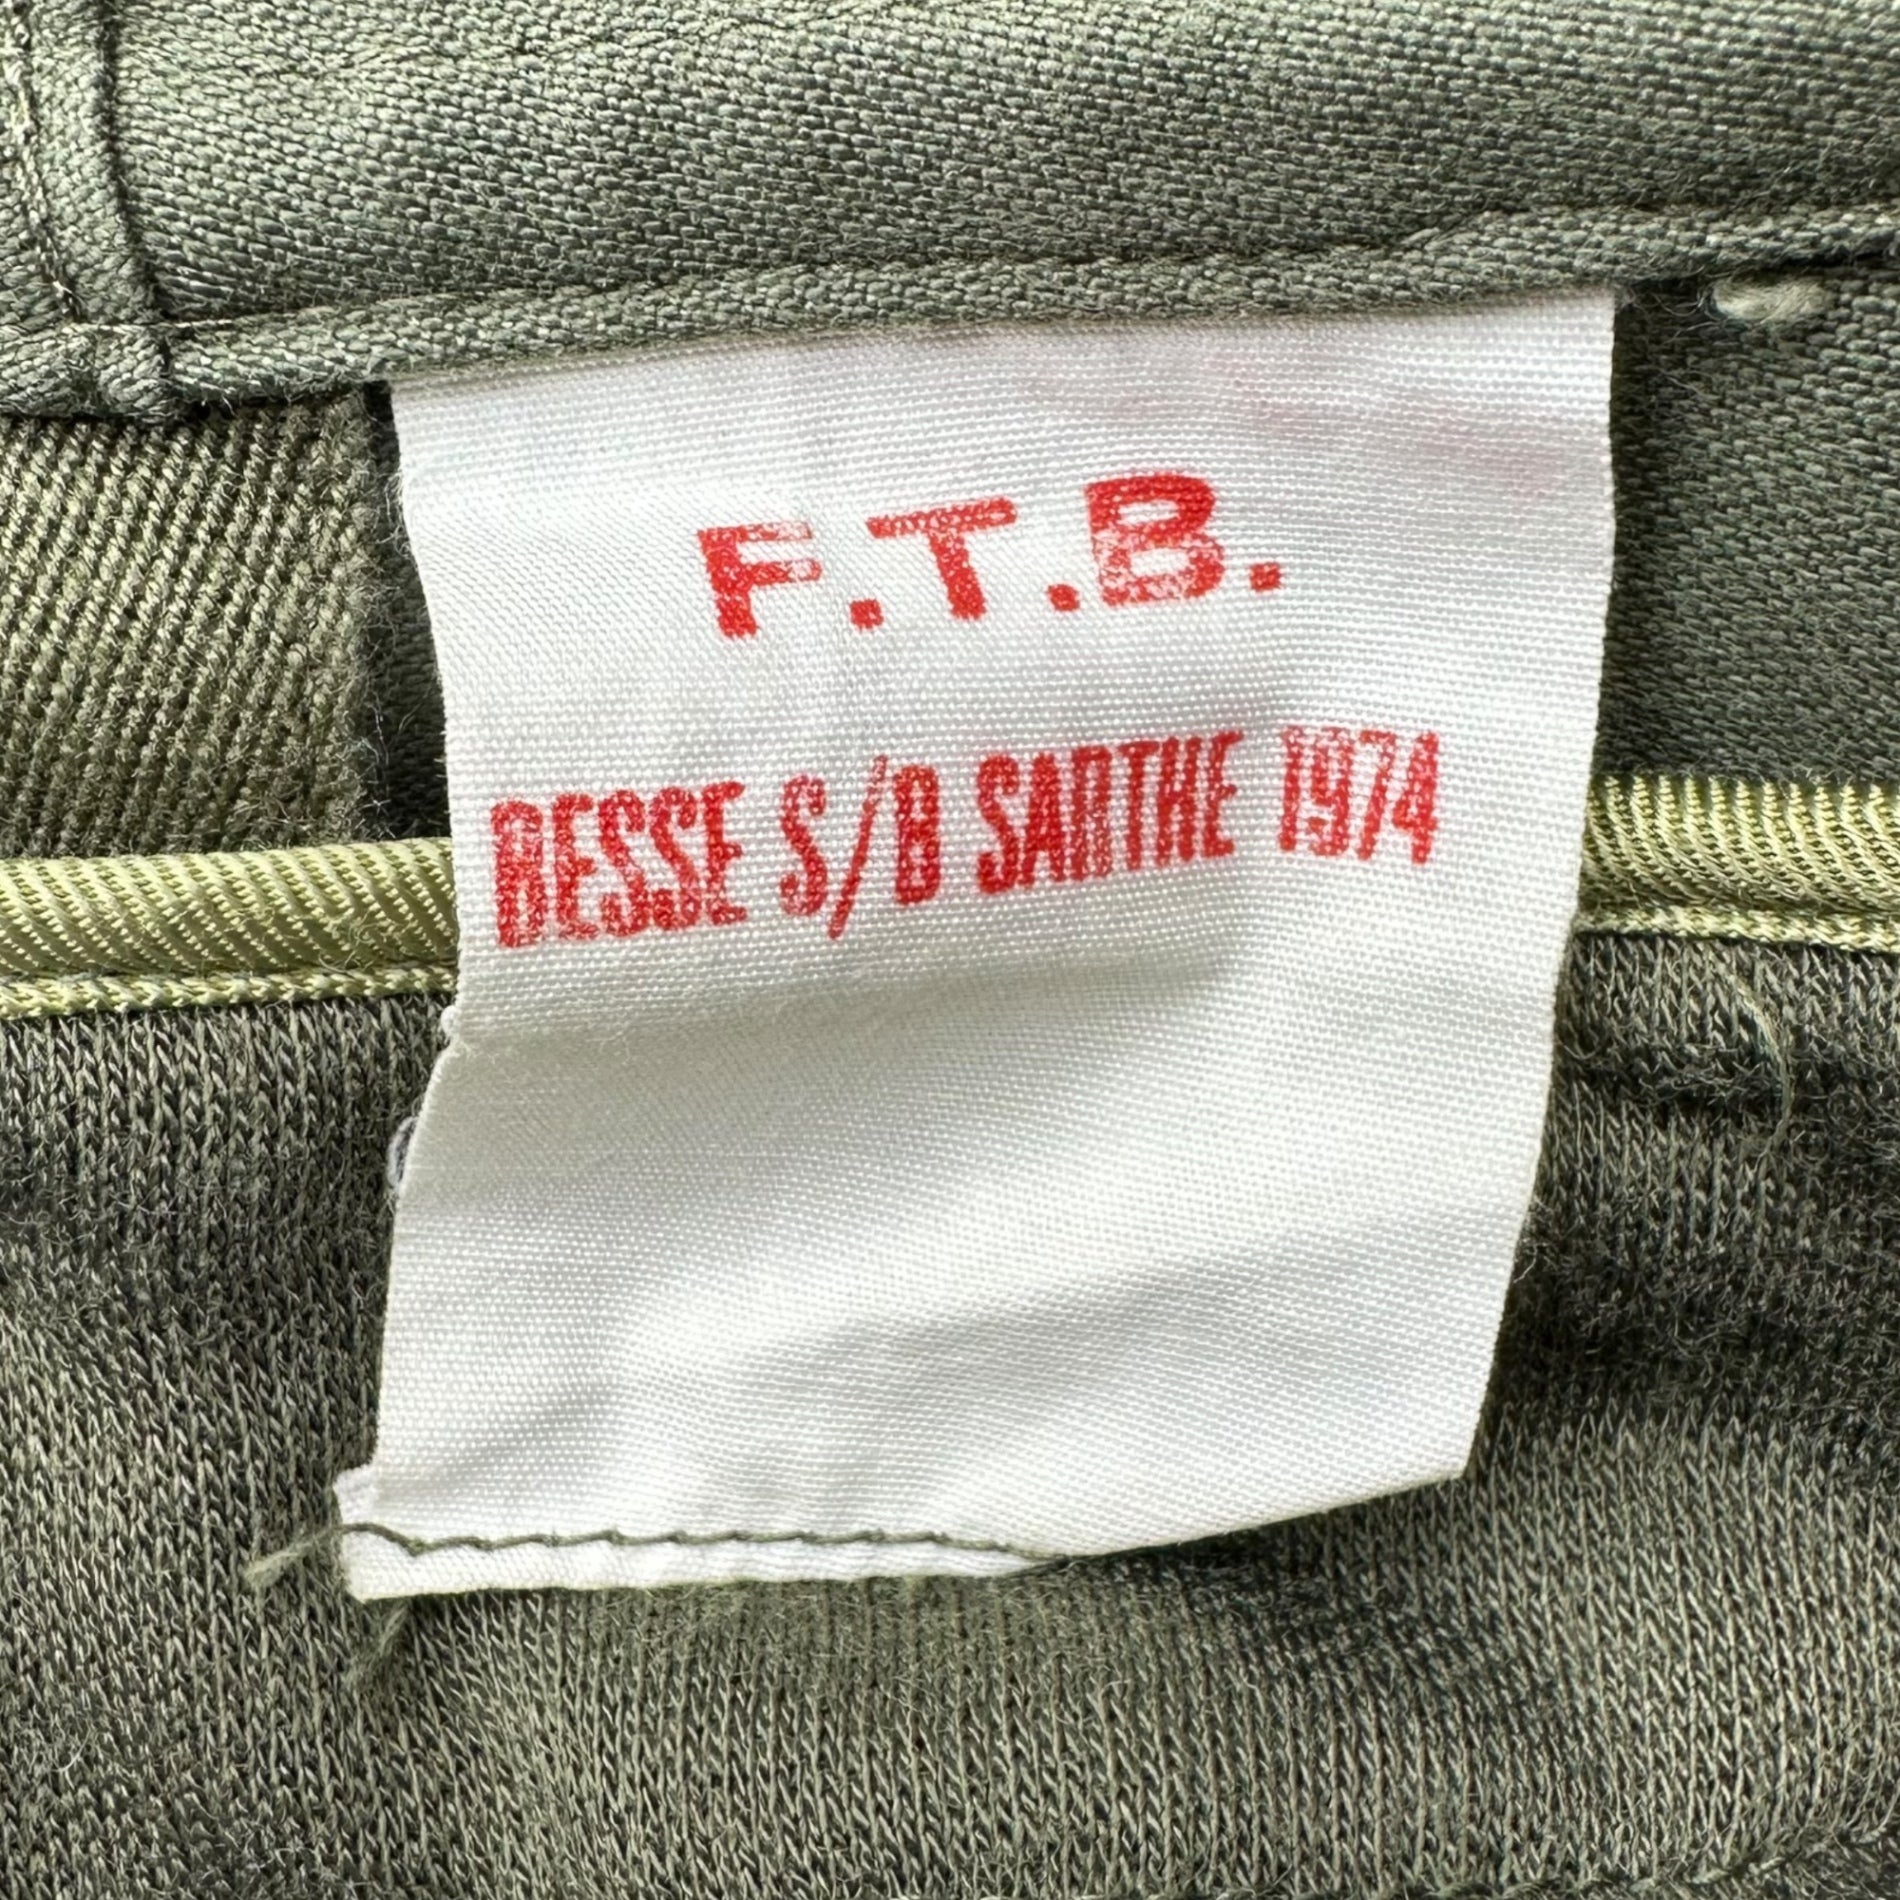 F.T.B.
BESSE S/B SARTHE 1974